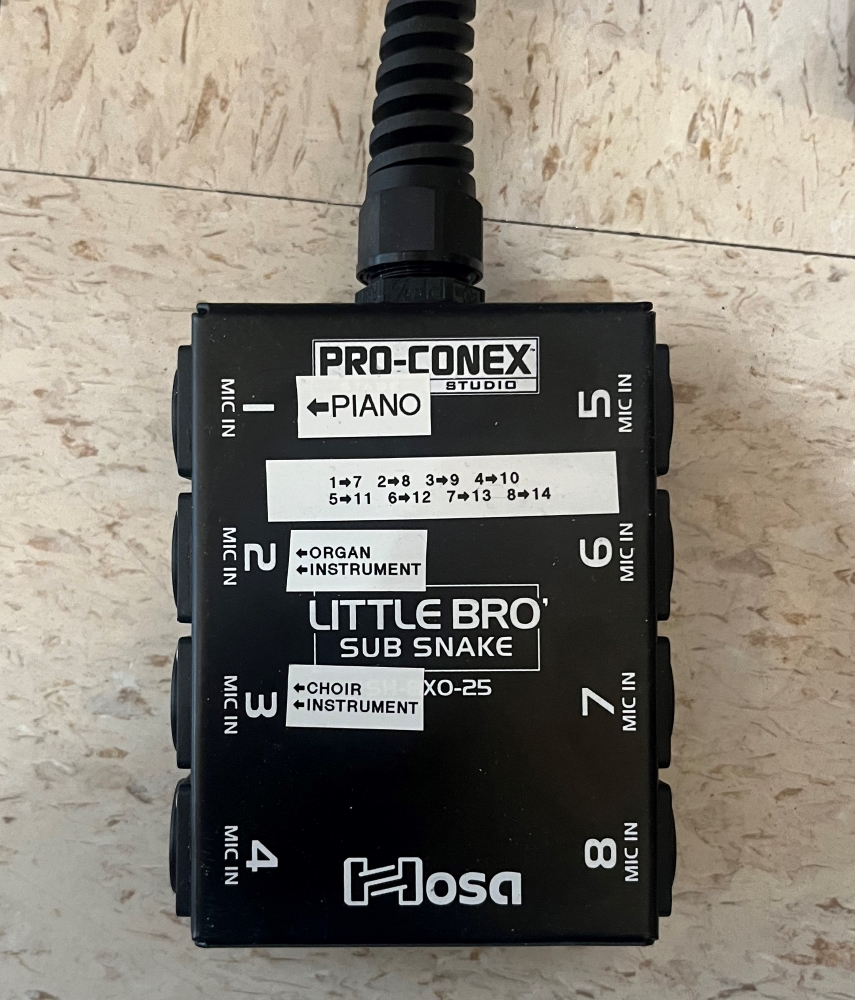 PRO-CONEX
STUDIO
1
MIC IN
←PIANO
5
MIC IN
1→7 2→8 3→9 4→10
5→11 6→12 7→13 8→14
2
MIC IN
←ORGAN
←INSTRUMENT
6
MIC IN
LITTLE BRO'
SUB SNAKE
XO-25
3
MIC IN
←CHOIR
←INSTRUMENT
7
MIC IN
4
MIC IN
8
MIC IN
Hosa